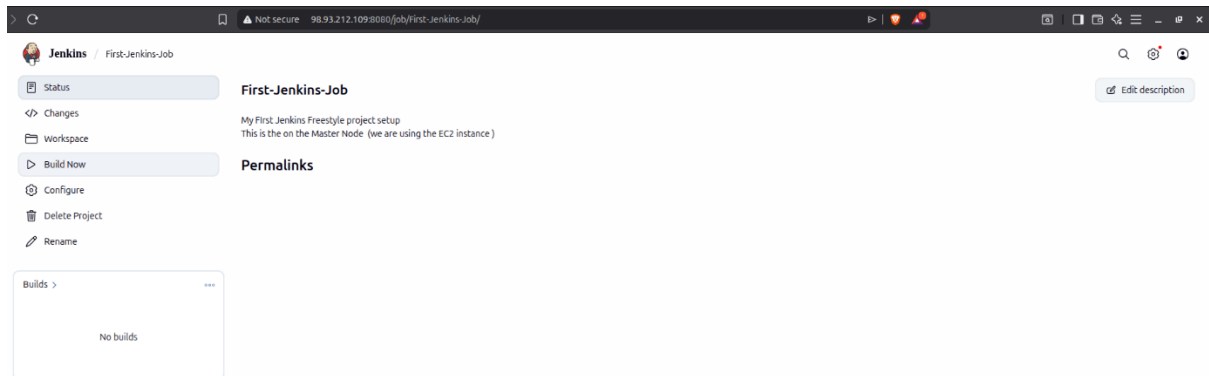 Not secure 98.93.212.109:8080/job/First-Jenkins-Job/
Jenkins / First-Jenkins-Job
Status
Changes
Workspace
Build Now
Configure
Delete Project
Rename
Builds >
No builds
First-Jenkins-Job
Edit description
My First Jenkins Freestyle project setup
This is the on the Master Node (we are using the EC2 instance )
Permalinks